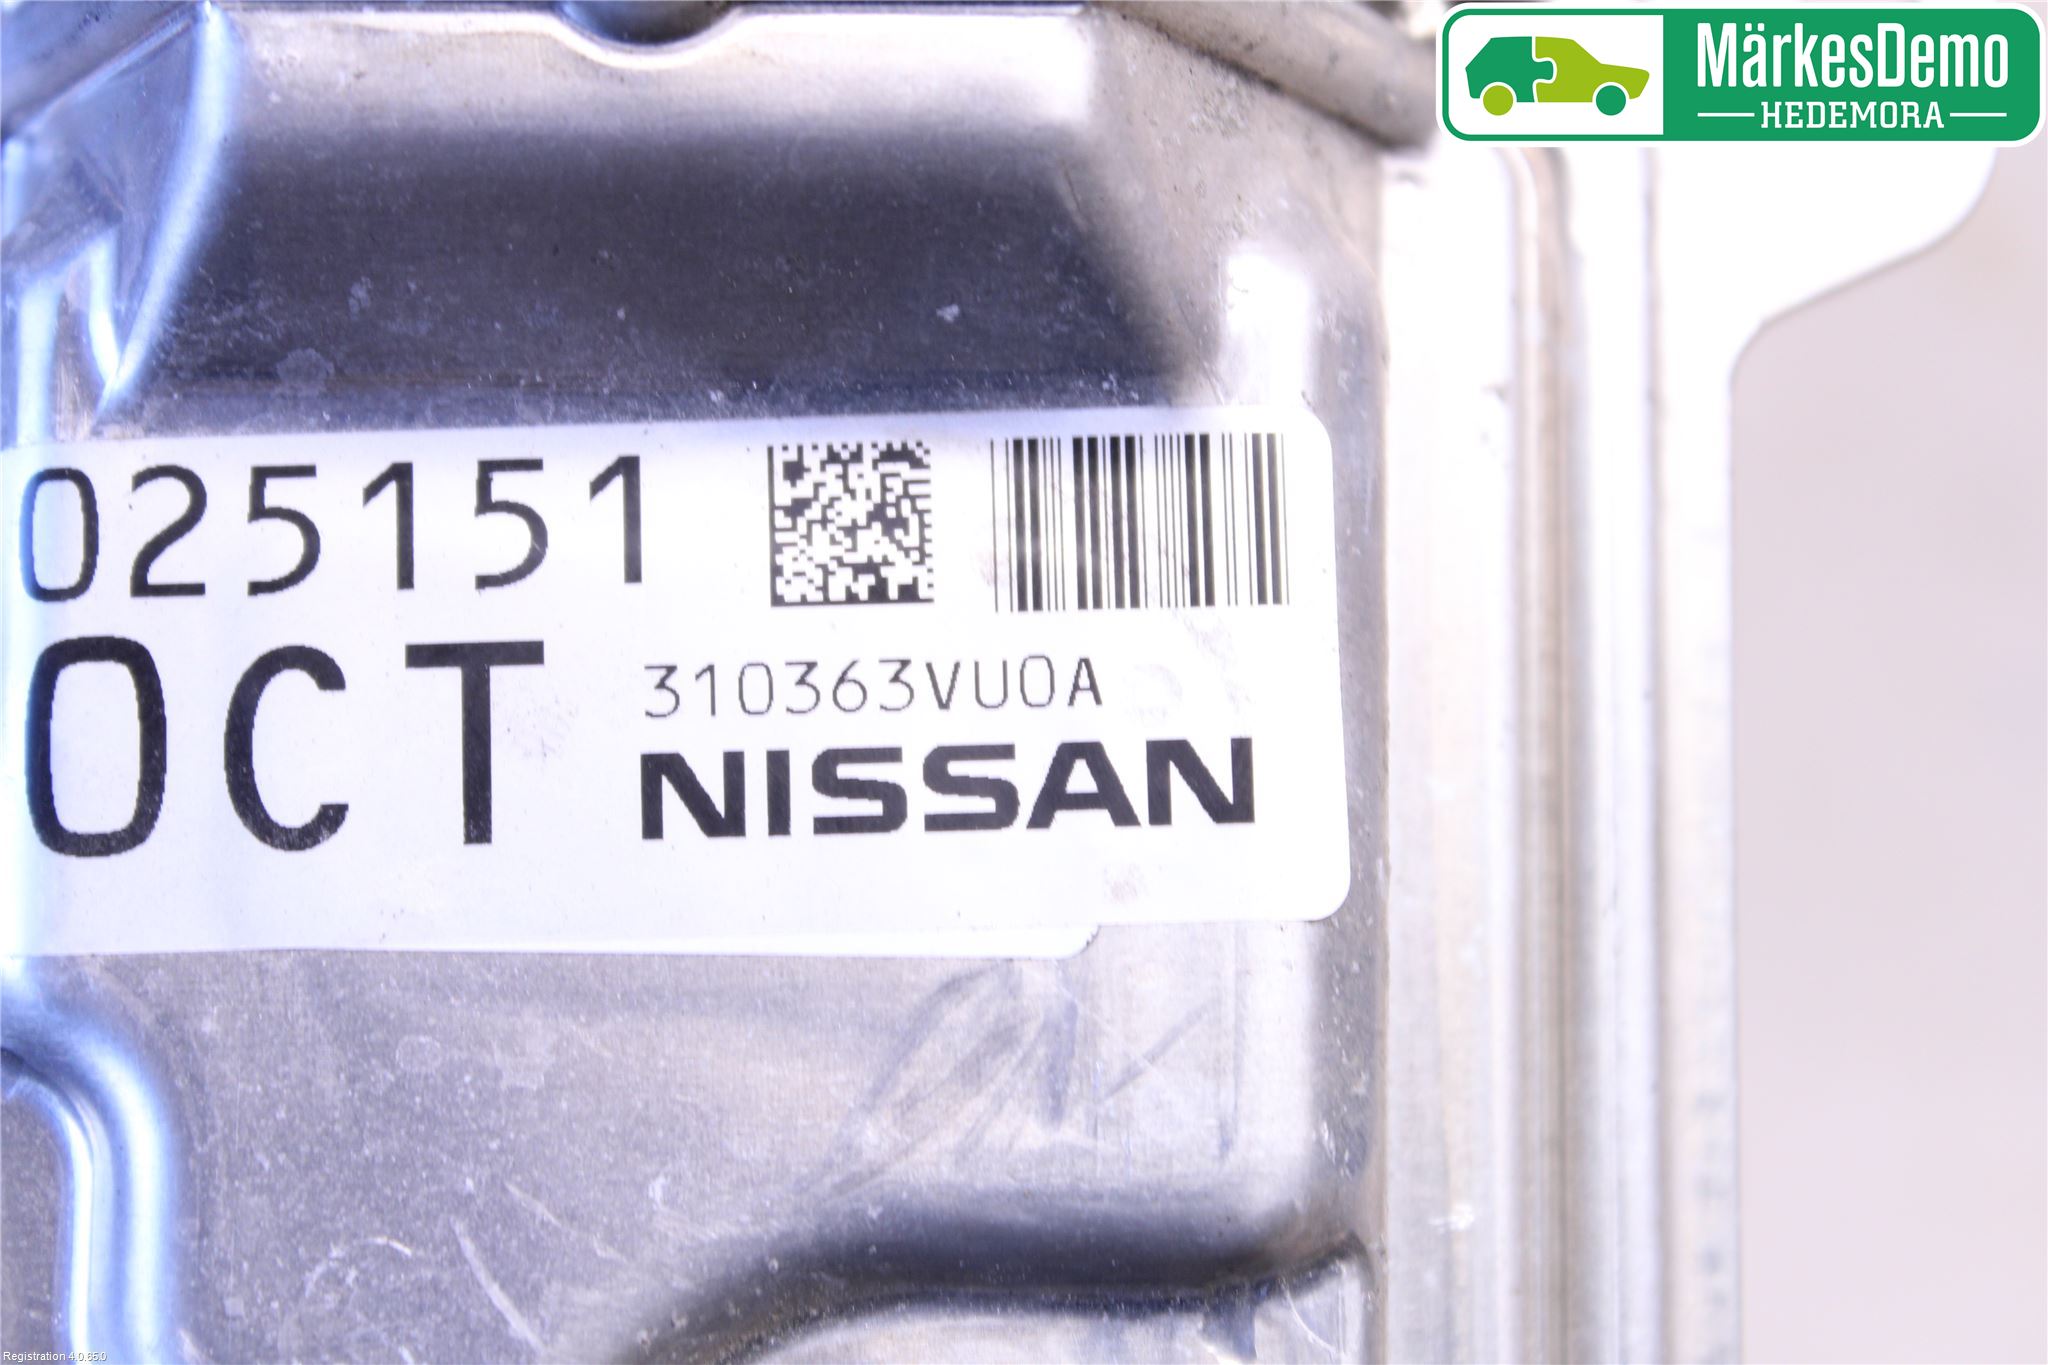 MärkesDemo
HEDEMORA
025151
0CT
310363VU0A
NISSAN
Registration 4.0.65.0